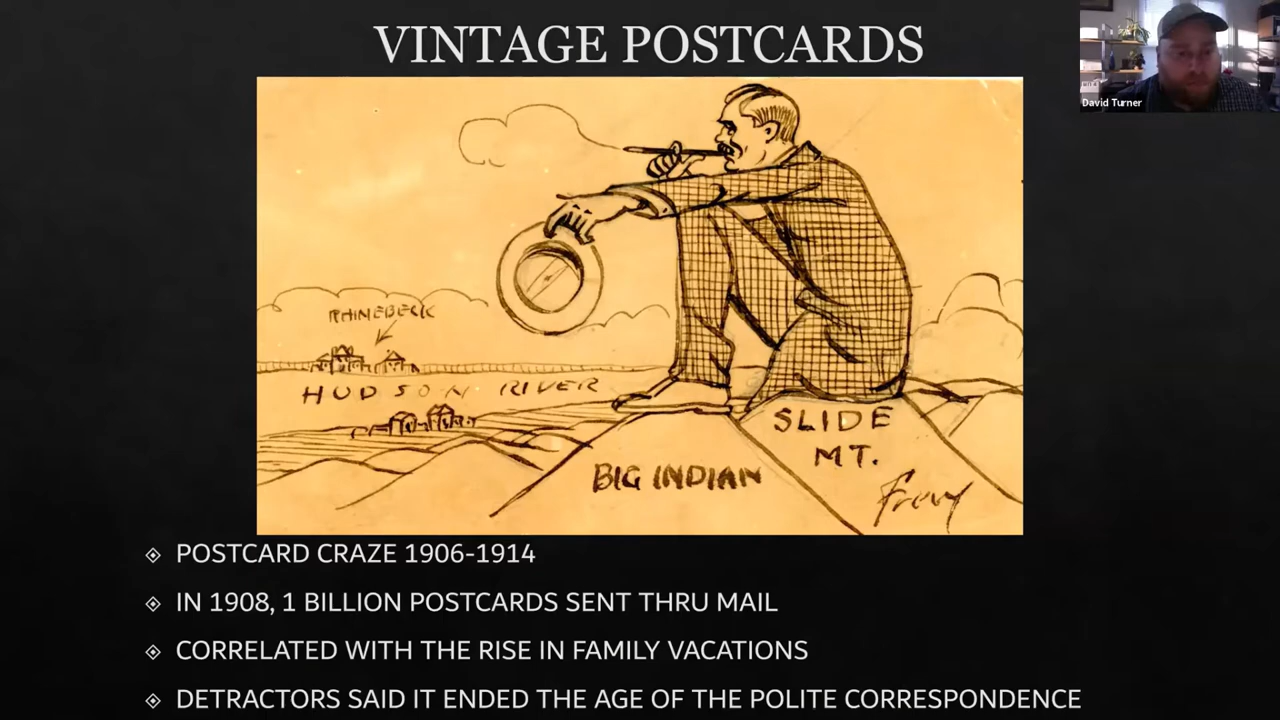 VINTAGE POSTCARDS
David Turner
RHINEBECK
HUDSON RIVER
SLIDE
MT.
BIG INDIAN
POSTCARD CRAZE 1906-1914
IN 1908, 1 BILLION POSTCARDS SENT THRU MAIL
CORRELATED WITH THE RISE IN FAMILY VACATIONS
DETRACTORS SAID IT ENDED THE AGE OF THE POLITE CORRESPONDENCE